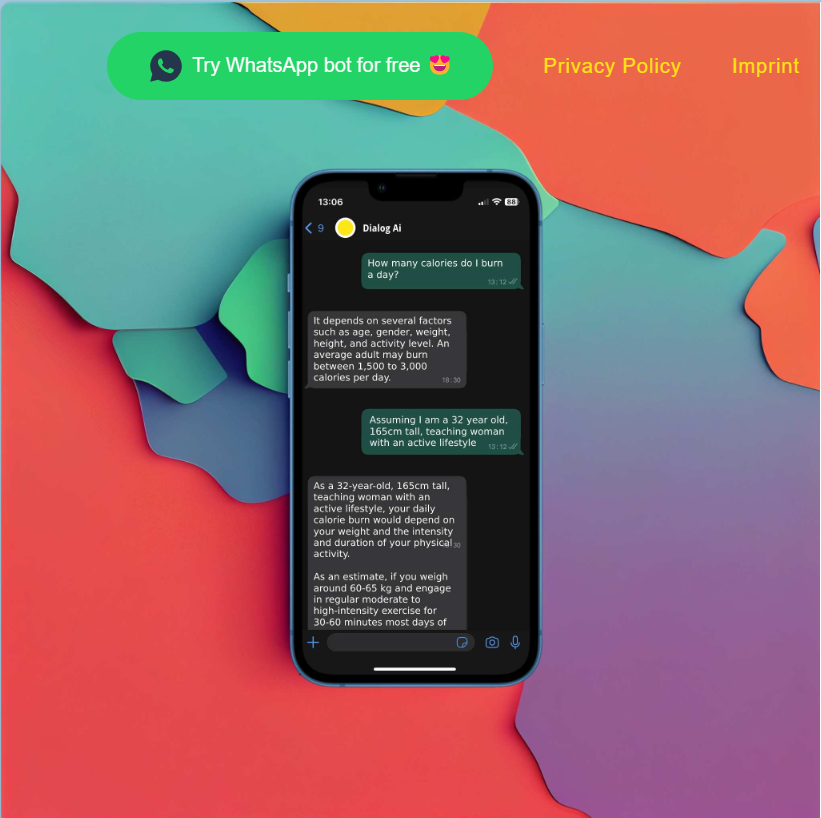 Try WhatsApp bot for free 😍
Privacy Policy
Imprint
13:06
88
9
Dialog Ai
How many calories do I burn
a day?
13:12
It depends on several factors
such as age, gender, weight,
height, and activity level. An
average adult may burn
between 1,500 to 3,000
calories per day.
18:30
Assuming I am a 32 year old,
165cm tall, teaching woman
with an active lifestyle
13:12
As a 32-year-old, 165cm tall,
teaching woman with an
active lifestyle, your daily
calorie burn would depend on
your weight and the intensity
and duration of your physical
30
activity.
As an estimate, if you weigh
around 60-65 kg and engage
in regular moderate to
high-intensity exercise for
30-60 minutes most days of